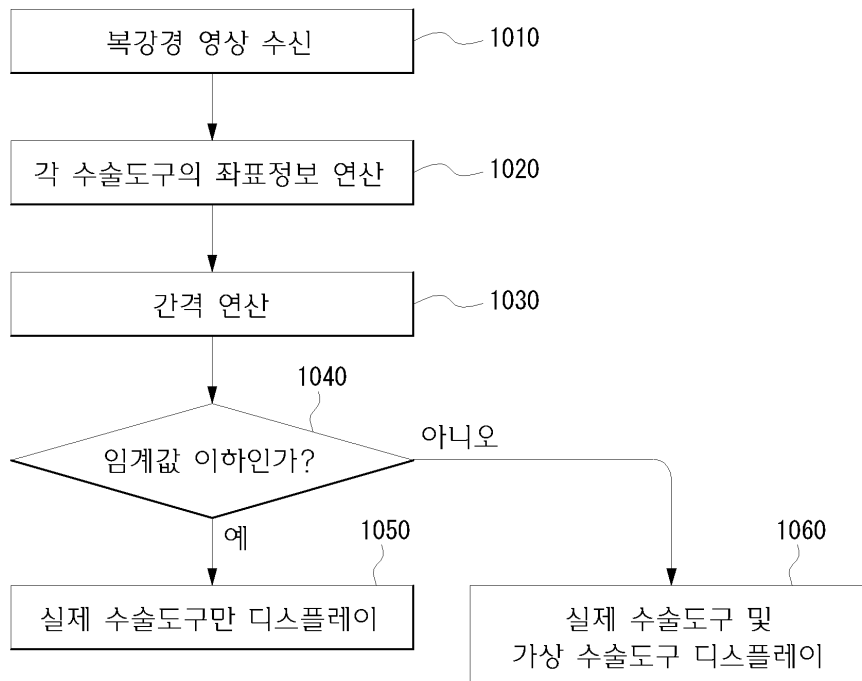 복강경 영상 수신
1010
각 수술도구의 좌표정보 연산
1020
간격 연산
1030
1040
임계값 이하인가?
아니오
예
1050
실제 수술도구만 디스플레이
1060
실제 수술도구 및
가상 수술도구 디스플레이